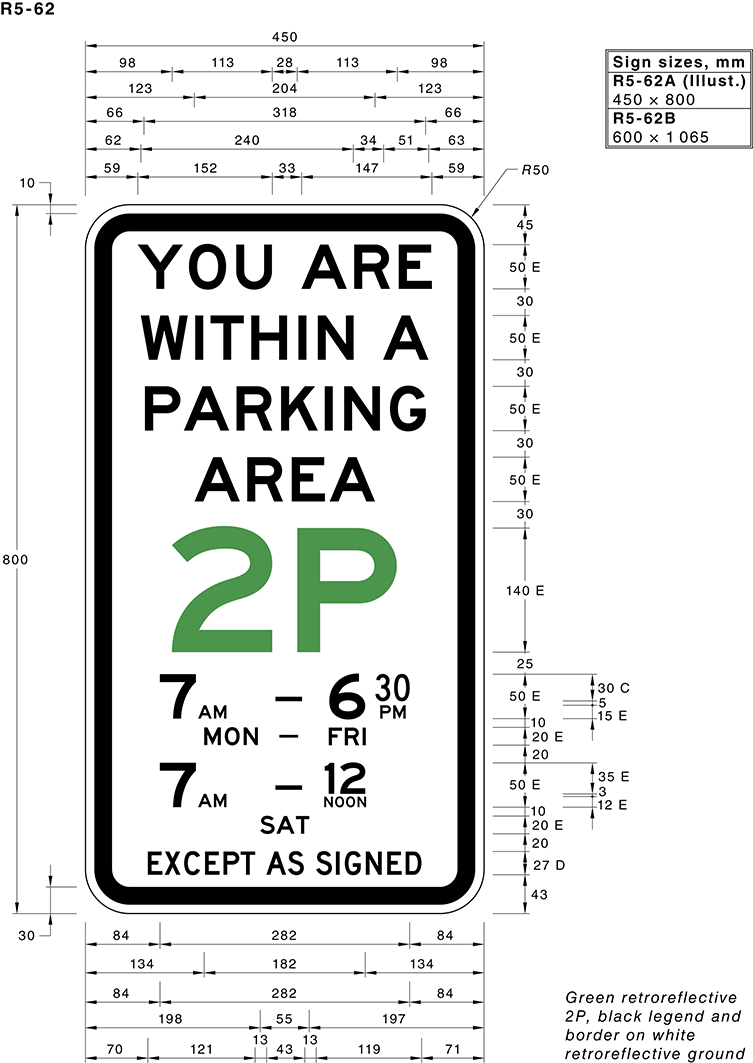 R5-62
450
98 113 28 113 98
123 204 123
66 318 66
62 240 34 51 63
59 152 33 147 59
Sign sizes, mm
R5-62A (Illust.)
450 × 800
R5-62B
600 × 1 065
R50
10
800
30
YOU ARE
WITHIN A
PARKING
AREA
2P
7 AM – 6 30 PM
MON – FRI
7 AM – 12 NOON
SAT
EXCEPT AS SIGNED
45
50 E
30
50 E
30
50 E
30
50 E
30
140 E
25
50 E
10
20 E
20
50 E
10
20 E
20
27 D
43
30 C
5
15 E
35 E
3
12 E
84 282 84
134 182 134
84 282 84
198 55 197
70 121 13 43 13 119 71
Green retroreflective
2P, black legend and
border on white
retroreflective ground